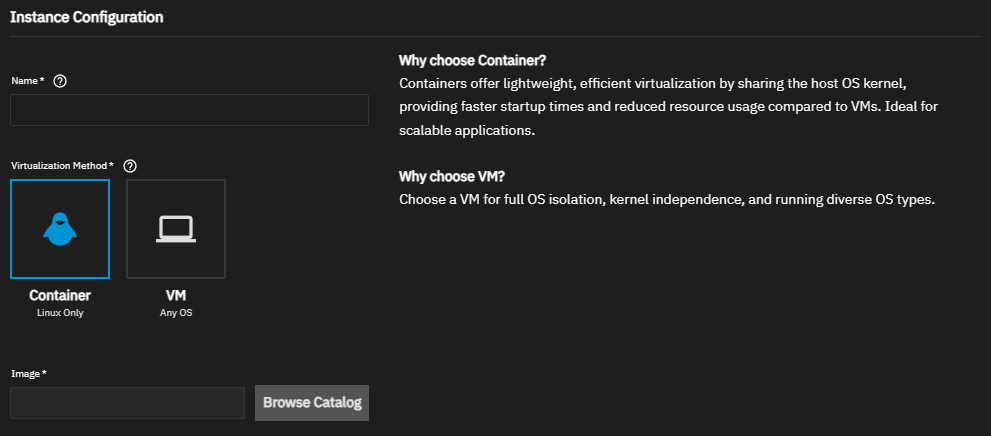 Instance Configuration
Name *
Virtualization Method *
Container
Linux Only
VM
Any OS
Image *
Browse Catalog
Why choose Container?
Containers offer lightweight, efficient virtualization by sharing the host OS kernel,
providing faster startup times and reduced resource usage compared to VMs. Ideal for
scalable applications.
Why choose VM?
Choose a VM for full OS isolation, kernel independence, and running diverse OS types.